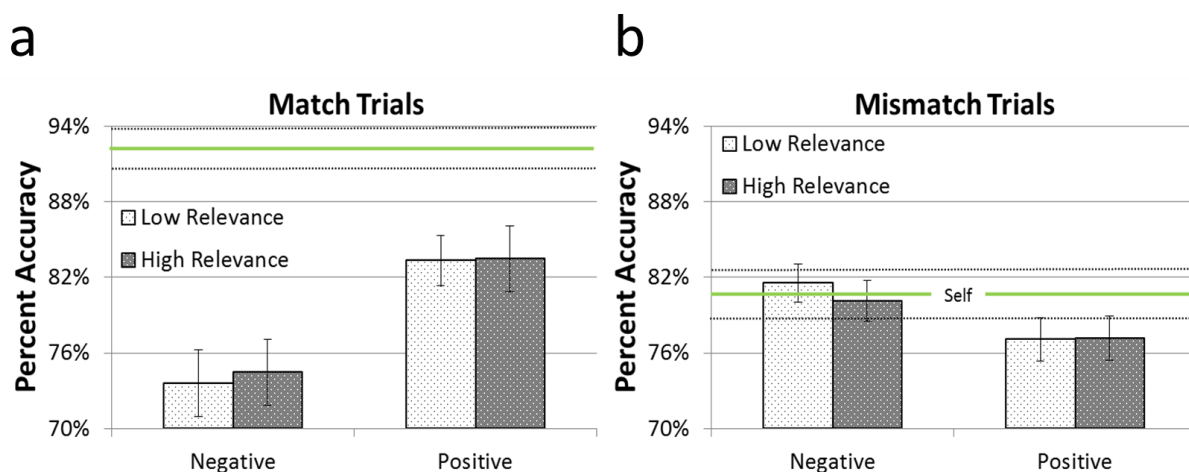 a
Match Trials
Percent Accuracy
94%
88%
82%
76%
70%
Low Relevance
High Relevance
Negative Positive
b
Mismatch Trials
Percent Accuracy
94%
88%
82%
76%
70%
Low Relevance
High Relevance
Self
Negative Positive